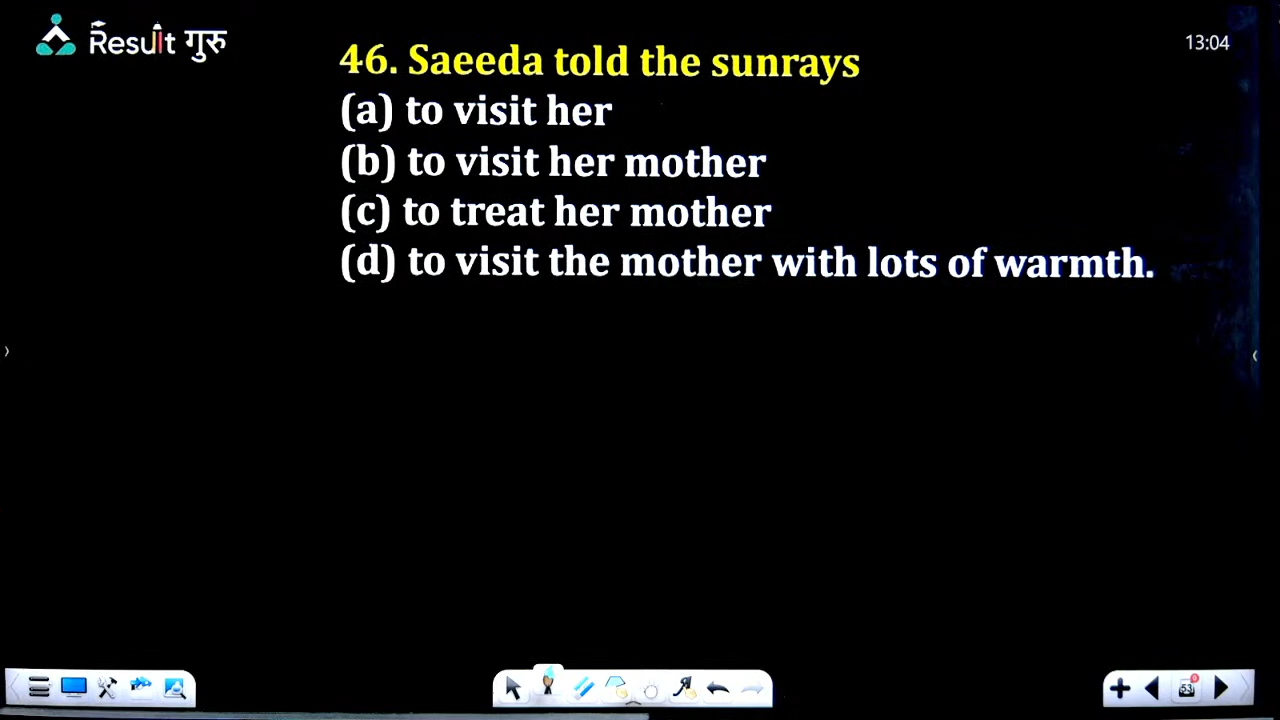 Result गुरु
13:04
46. Saeeda told the sunrays
(a) to visit her
(b) to visit her mother
(c) to treat her mother
(d) to visit the mother with lots of warmth.
53